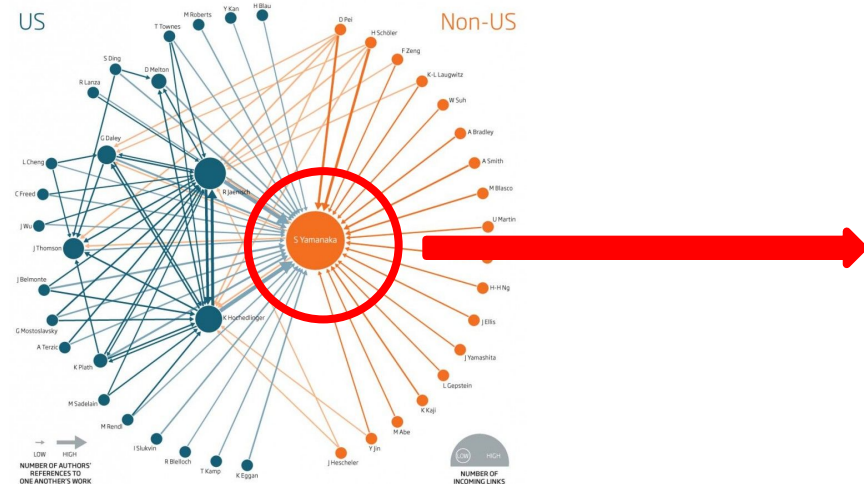 US
Non-US
H Blau
Y Kan
M Roberts
T Townes
D Pei
H Schöler
F Zeng
S Ding
D Melton
K-L Laugwitz
R Lanza
W Suh
G Daley
A Bradley
L Cheng
A Smith
R Jaenisch
C Freed
M Blasco
J Wu
U Martin
S Yamanaka
J Thomson
J Belmonte
H-H Ng
K Hochedlinger
J Ellis
G Mostoslavsky
A Terzic
J Yamashita
K Plath
L Gepstein
M Sadelain
K Kaji
M Rendl
M Abe
I Slukvin
Y Jin
R Blelloch
J Hescheler
T Kamp
K Eggan
LOW
HIGH
NUMBER OF AUTHORS'
REFERENCES TO
ONE ANOTHER'S WORK
LOW
HIGH
NUMBER OF
INCOMING LINKS